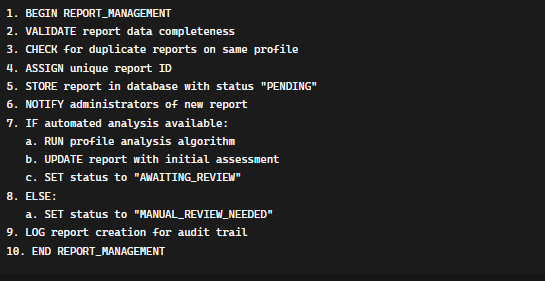 1. BEGIN REPORT_MANAGEMENT
2. VALIDATE report data completeness
3. CHECK for duplicate reports on same profile
4. ASSIGN unique report ID
5. STORE report in database with status "PENDING"
6. NOTIFY administrators of new report
7. IF automated analysis available:
a. RUN profile analysis algorithm
b. UPDATE report with initial assessment
c. SET status to "AWAITING_REVIEW"
8. ELSE:
a. SET status to "MANUAL_REVIEW_NEEDED"
9. LOG report creation for audit trail
10. END REPORT_MANAGEMENT